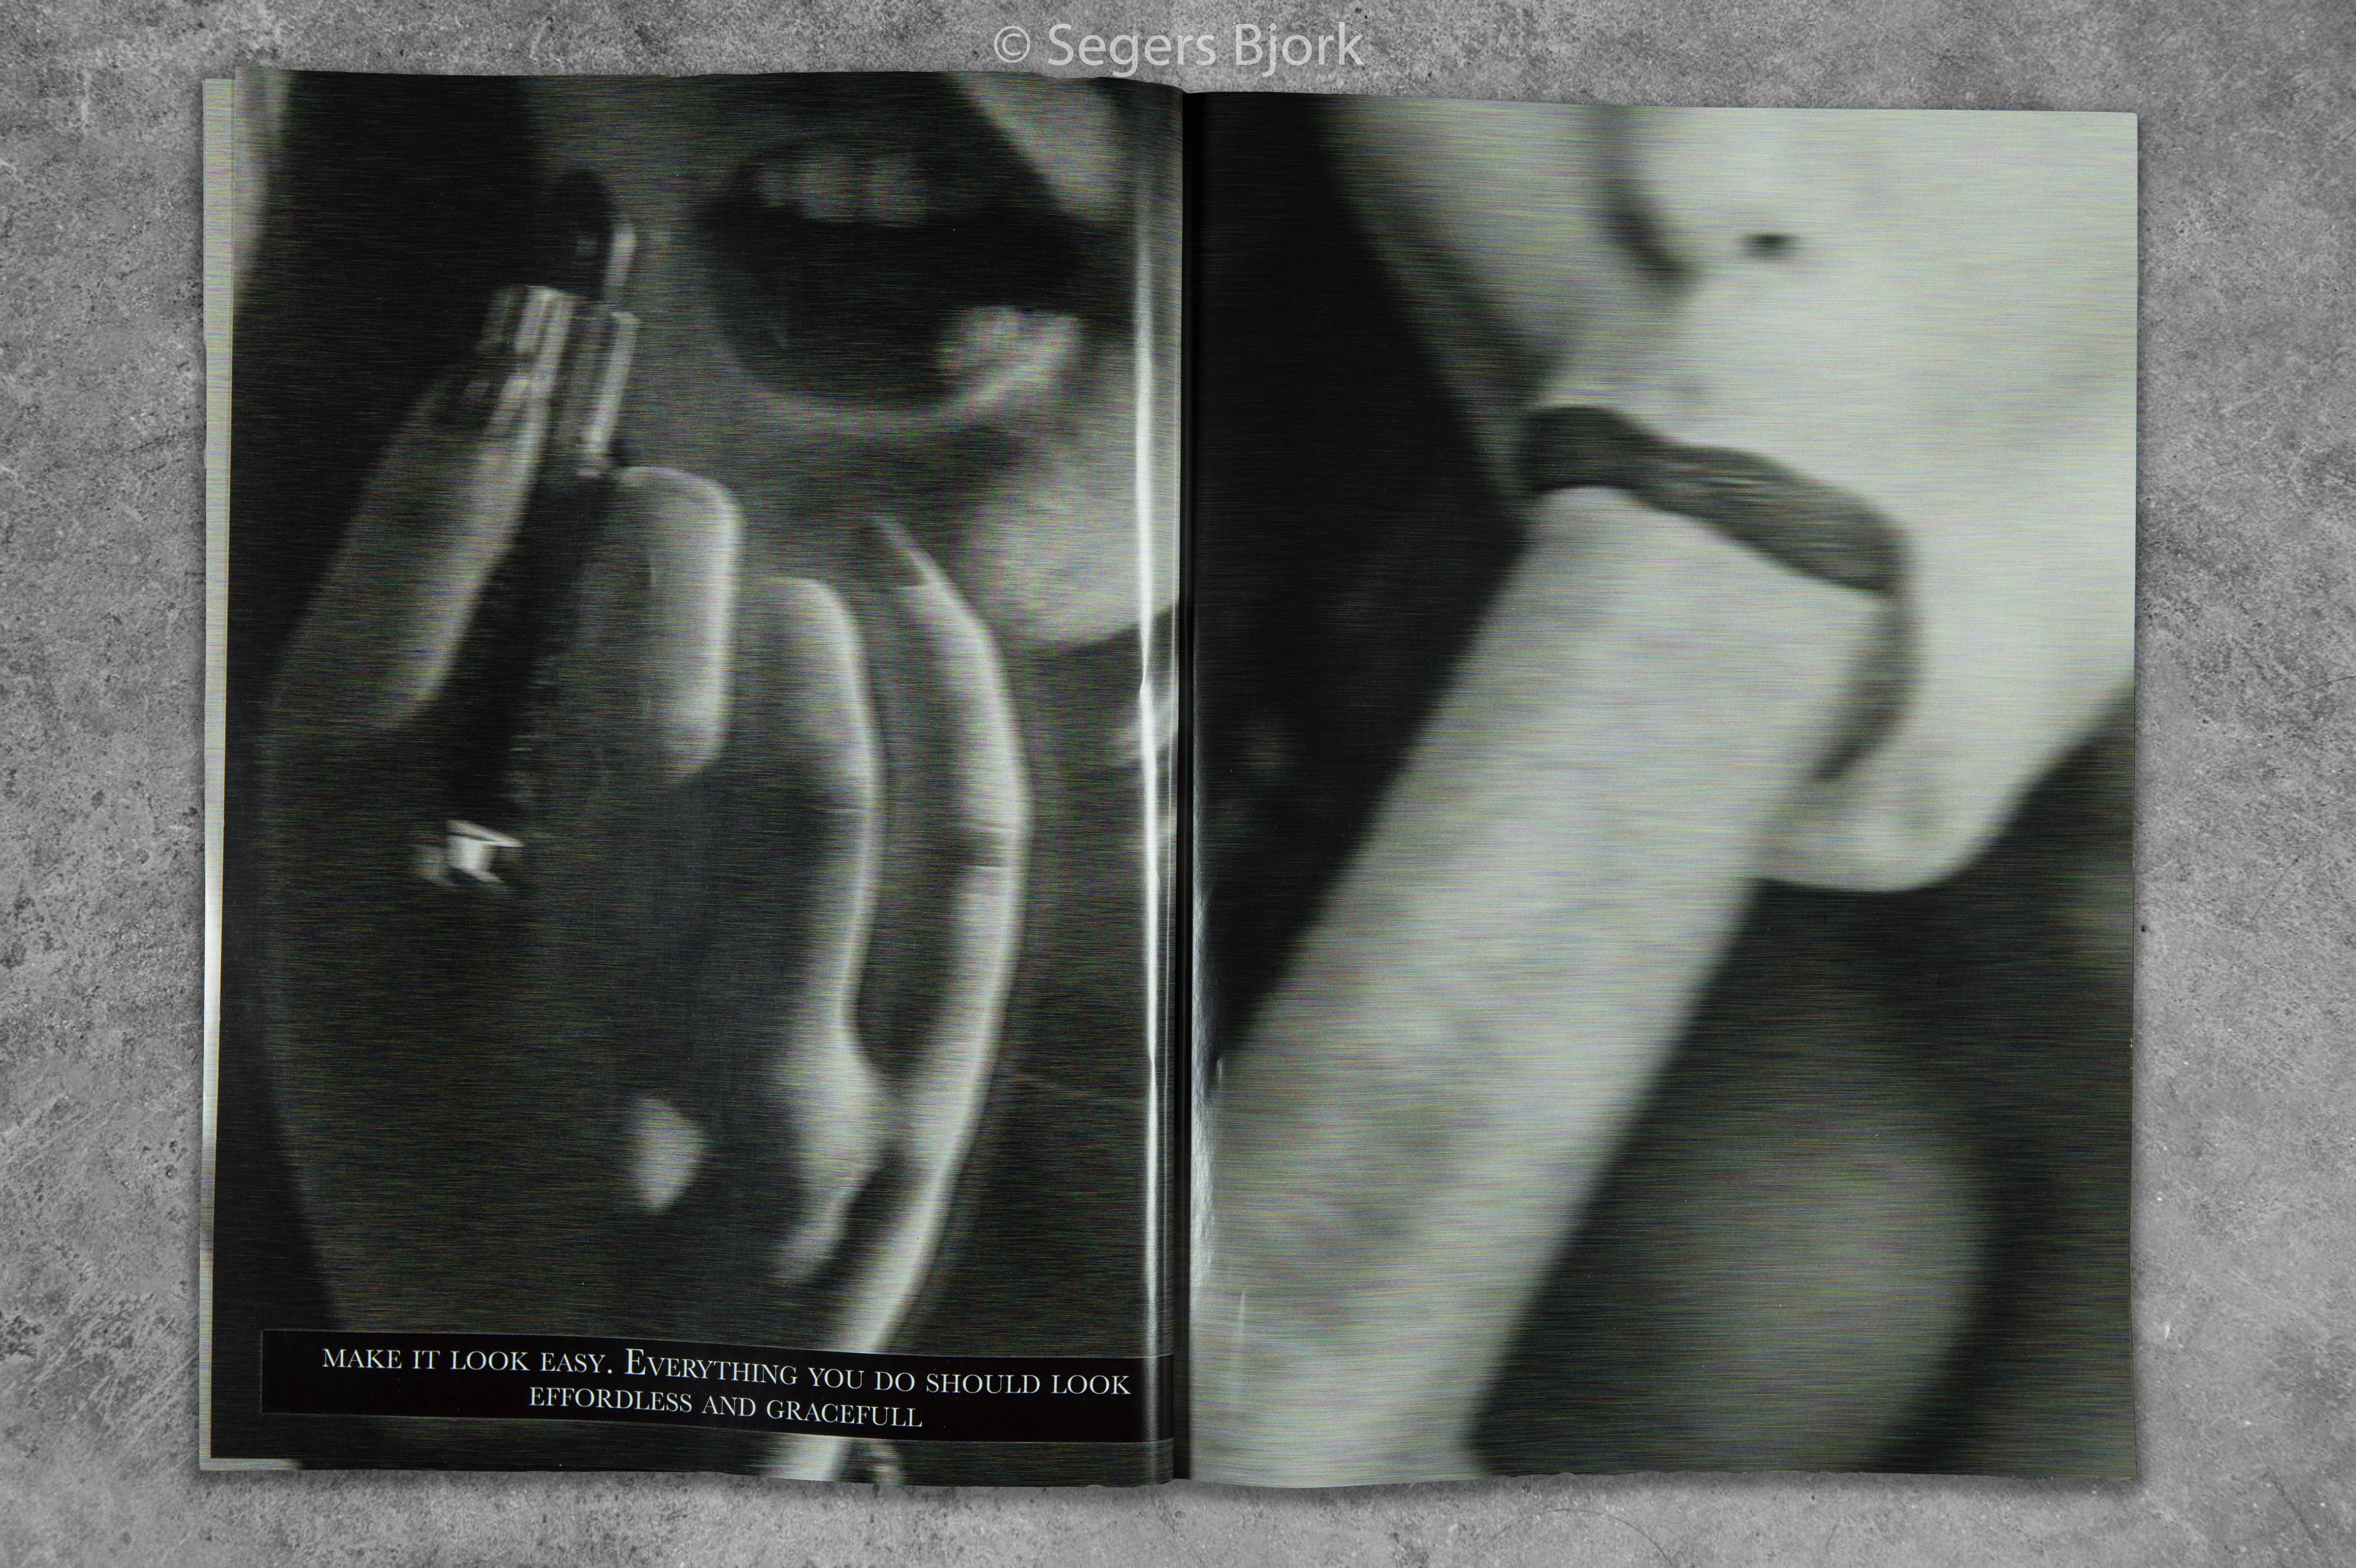 © Segers Bjork
MAKE IT LOOK EASY. EVERYTHING YOU DO SHOULD LOOK
EFFORDLESS AND GRACEFULL